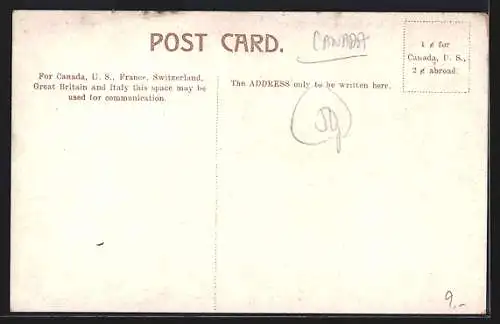 POST CARD.
CANADA
1 ¢ for
Canada, U. S.,
2 ¢ abroad.
For Canada, U. S., France, Switzerland,
Great Britain and Italy this space may be
used for communication.
The ADDRESS only to be written here.
9.-